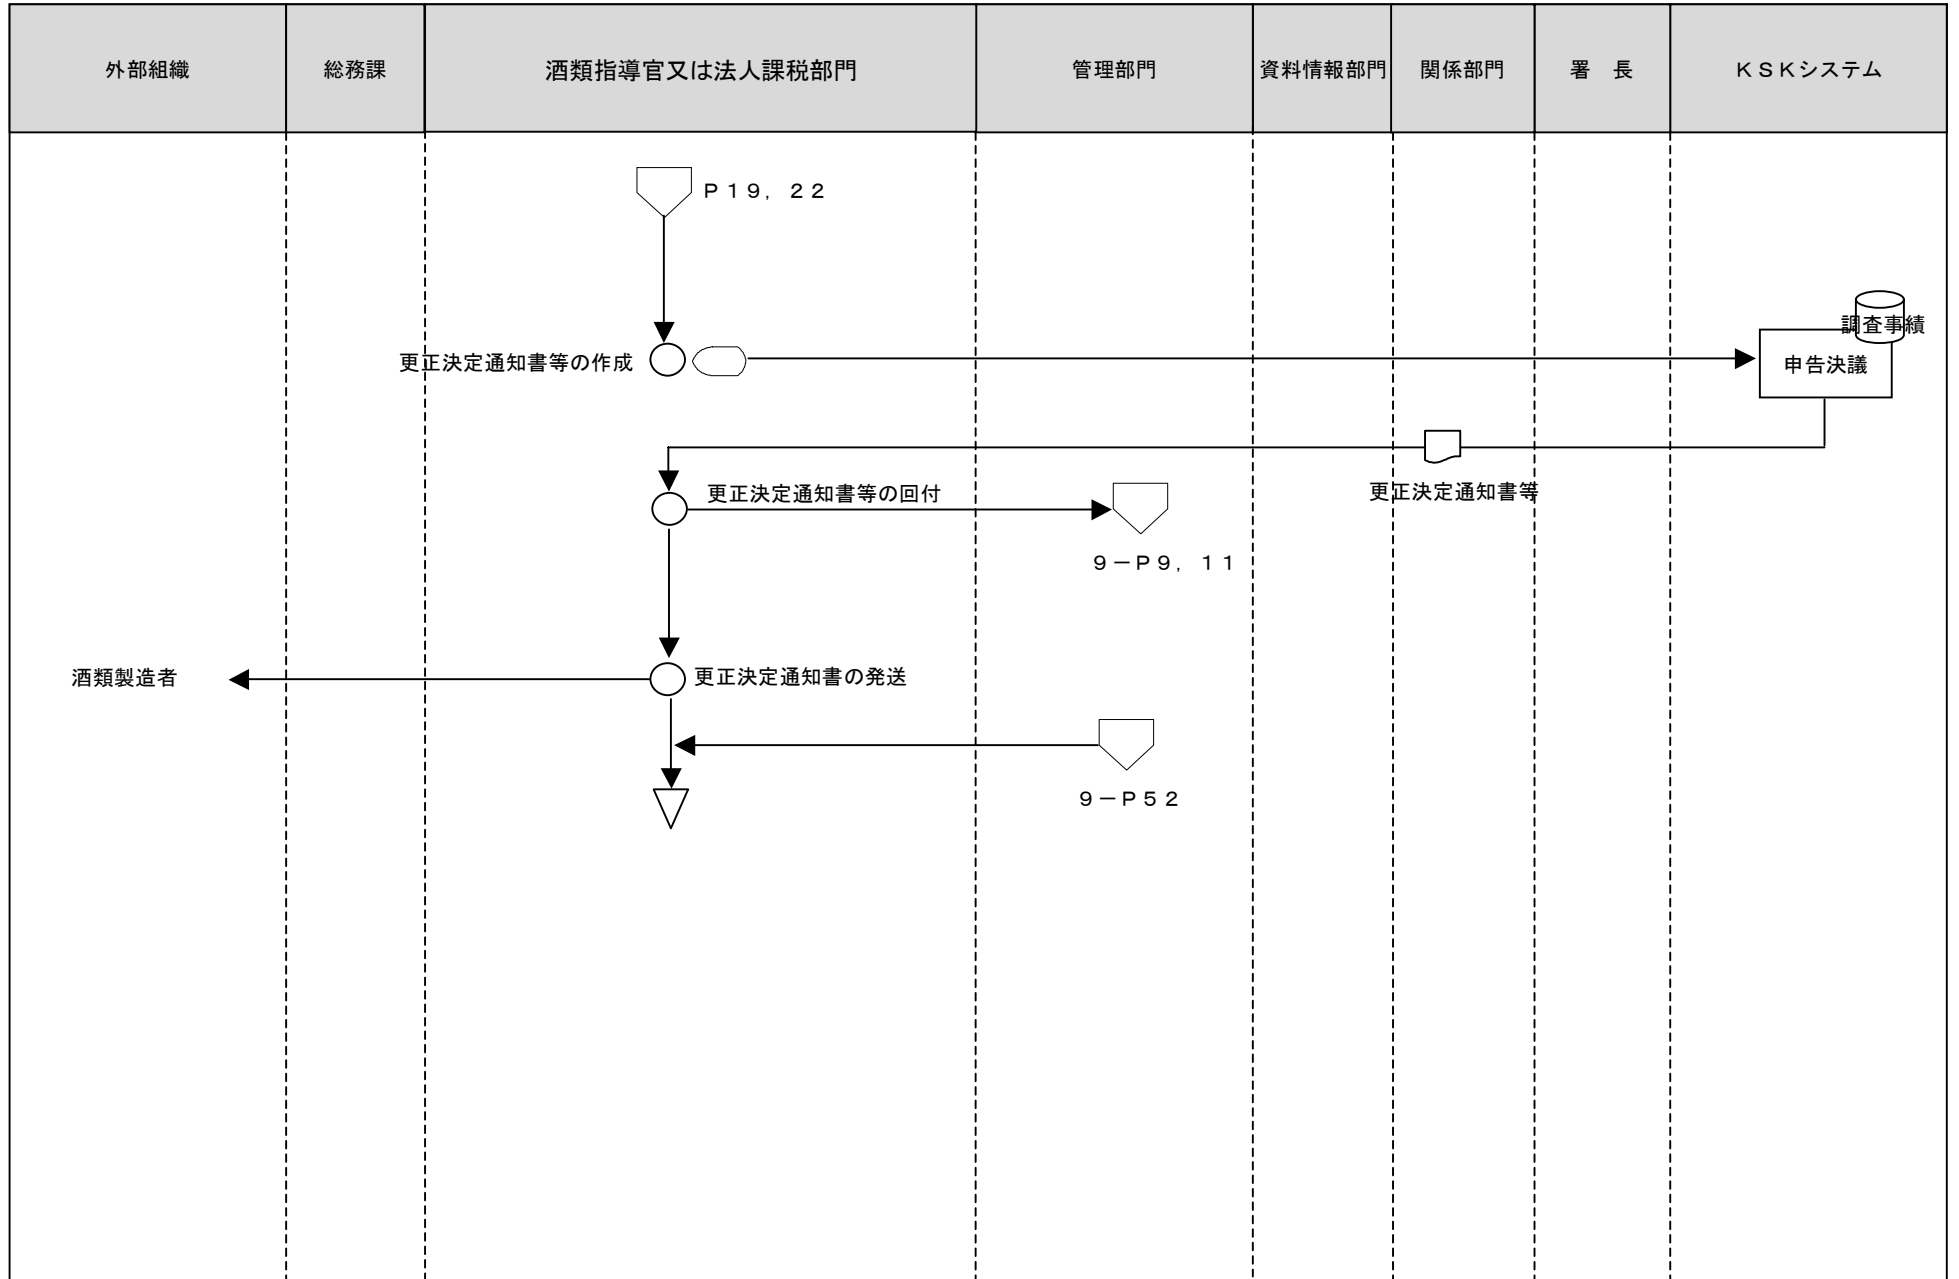 外部組織
総務課
酒類指導官又は法人課税部門
管理部門
資料情報部門
関係部門
署　長
ＫＳＫシステム
Ｐ１９，２２
調査事績
更正決定通知書等の作成
申告決議
更正決定通知書等の回付
更正決定通知書等
９－Ｐ９，１１
酒類製造者
更正決定通知書の発送
９－Ｐ５２